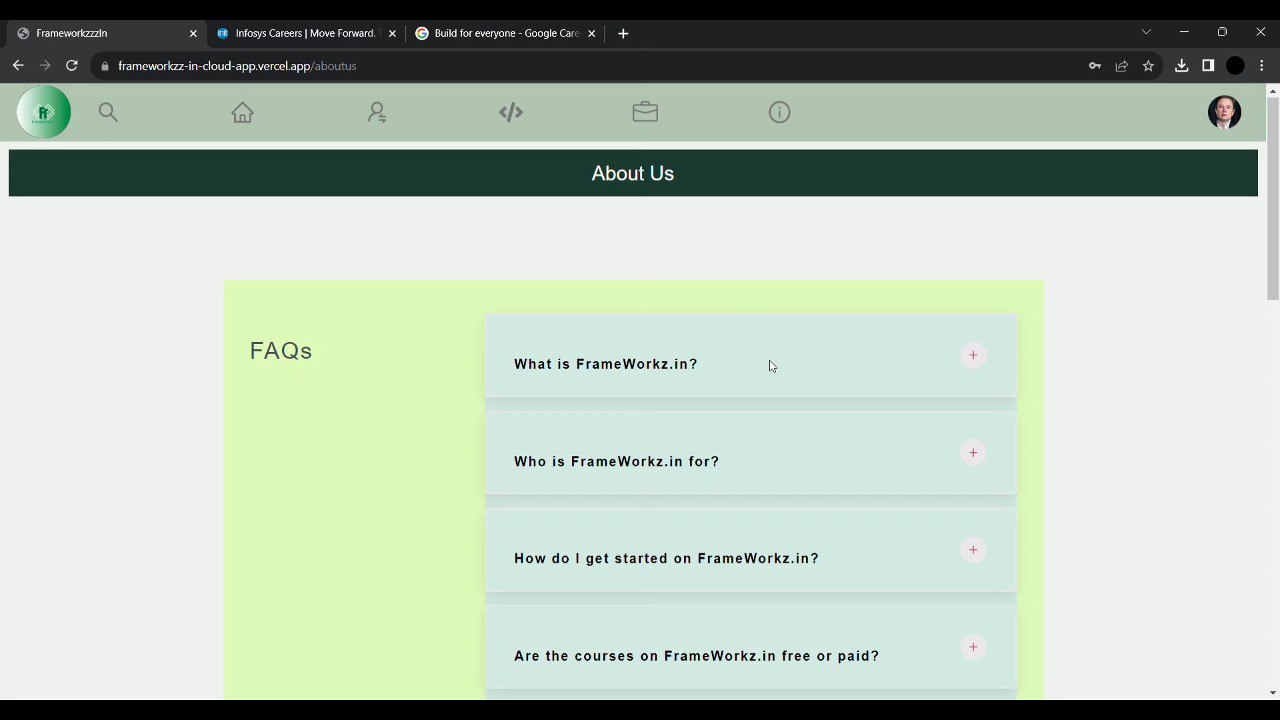 FrameworkzzzIn
Infosys Careers | Move Forward.
Build for everyone - Google Care
frameworkzz-in-cloud-app.vercel.app/aboutus
About Us
FAQs
What is FrameWorkz.in?
Who is FrameWorkz.in for?
How do I get started on FrameWorkz.in?
Are the courses on FrameWorkz.in free or paid?